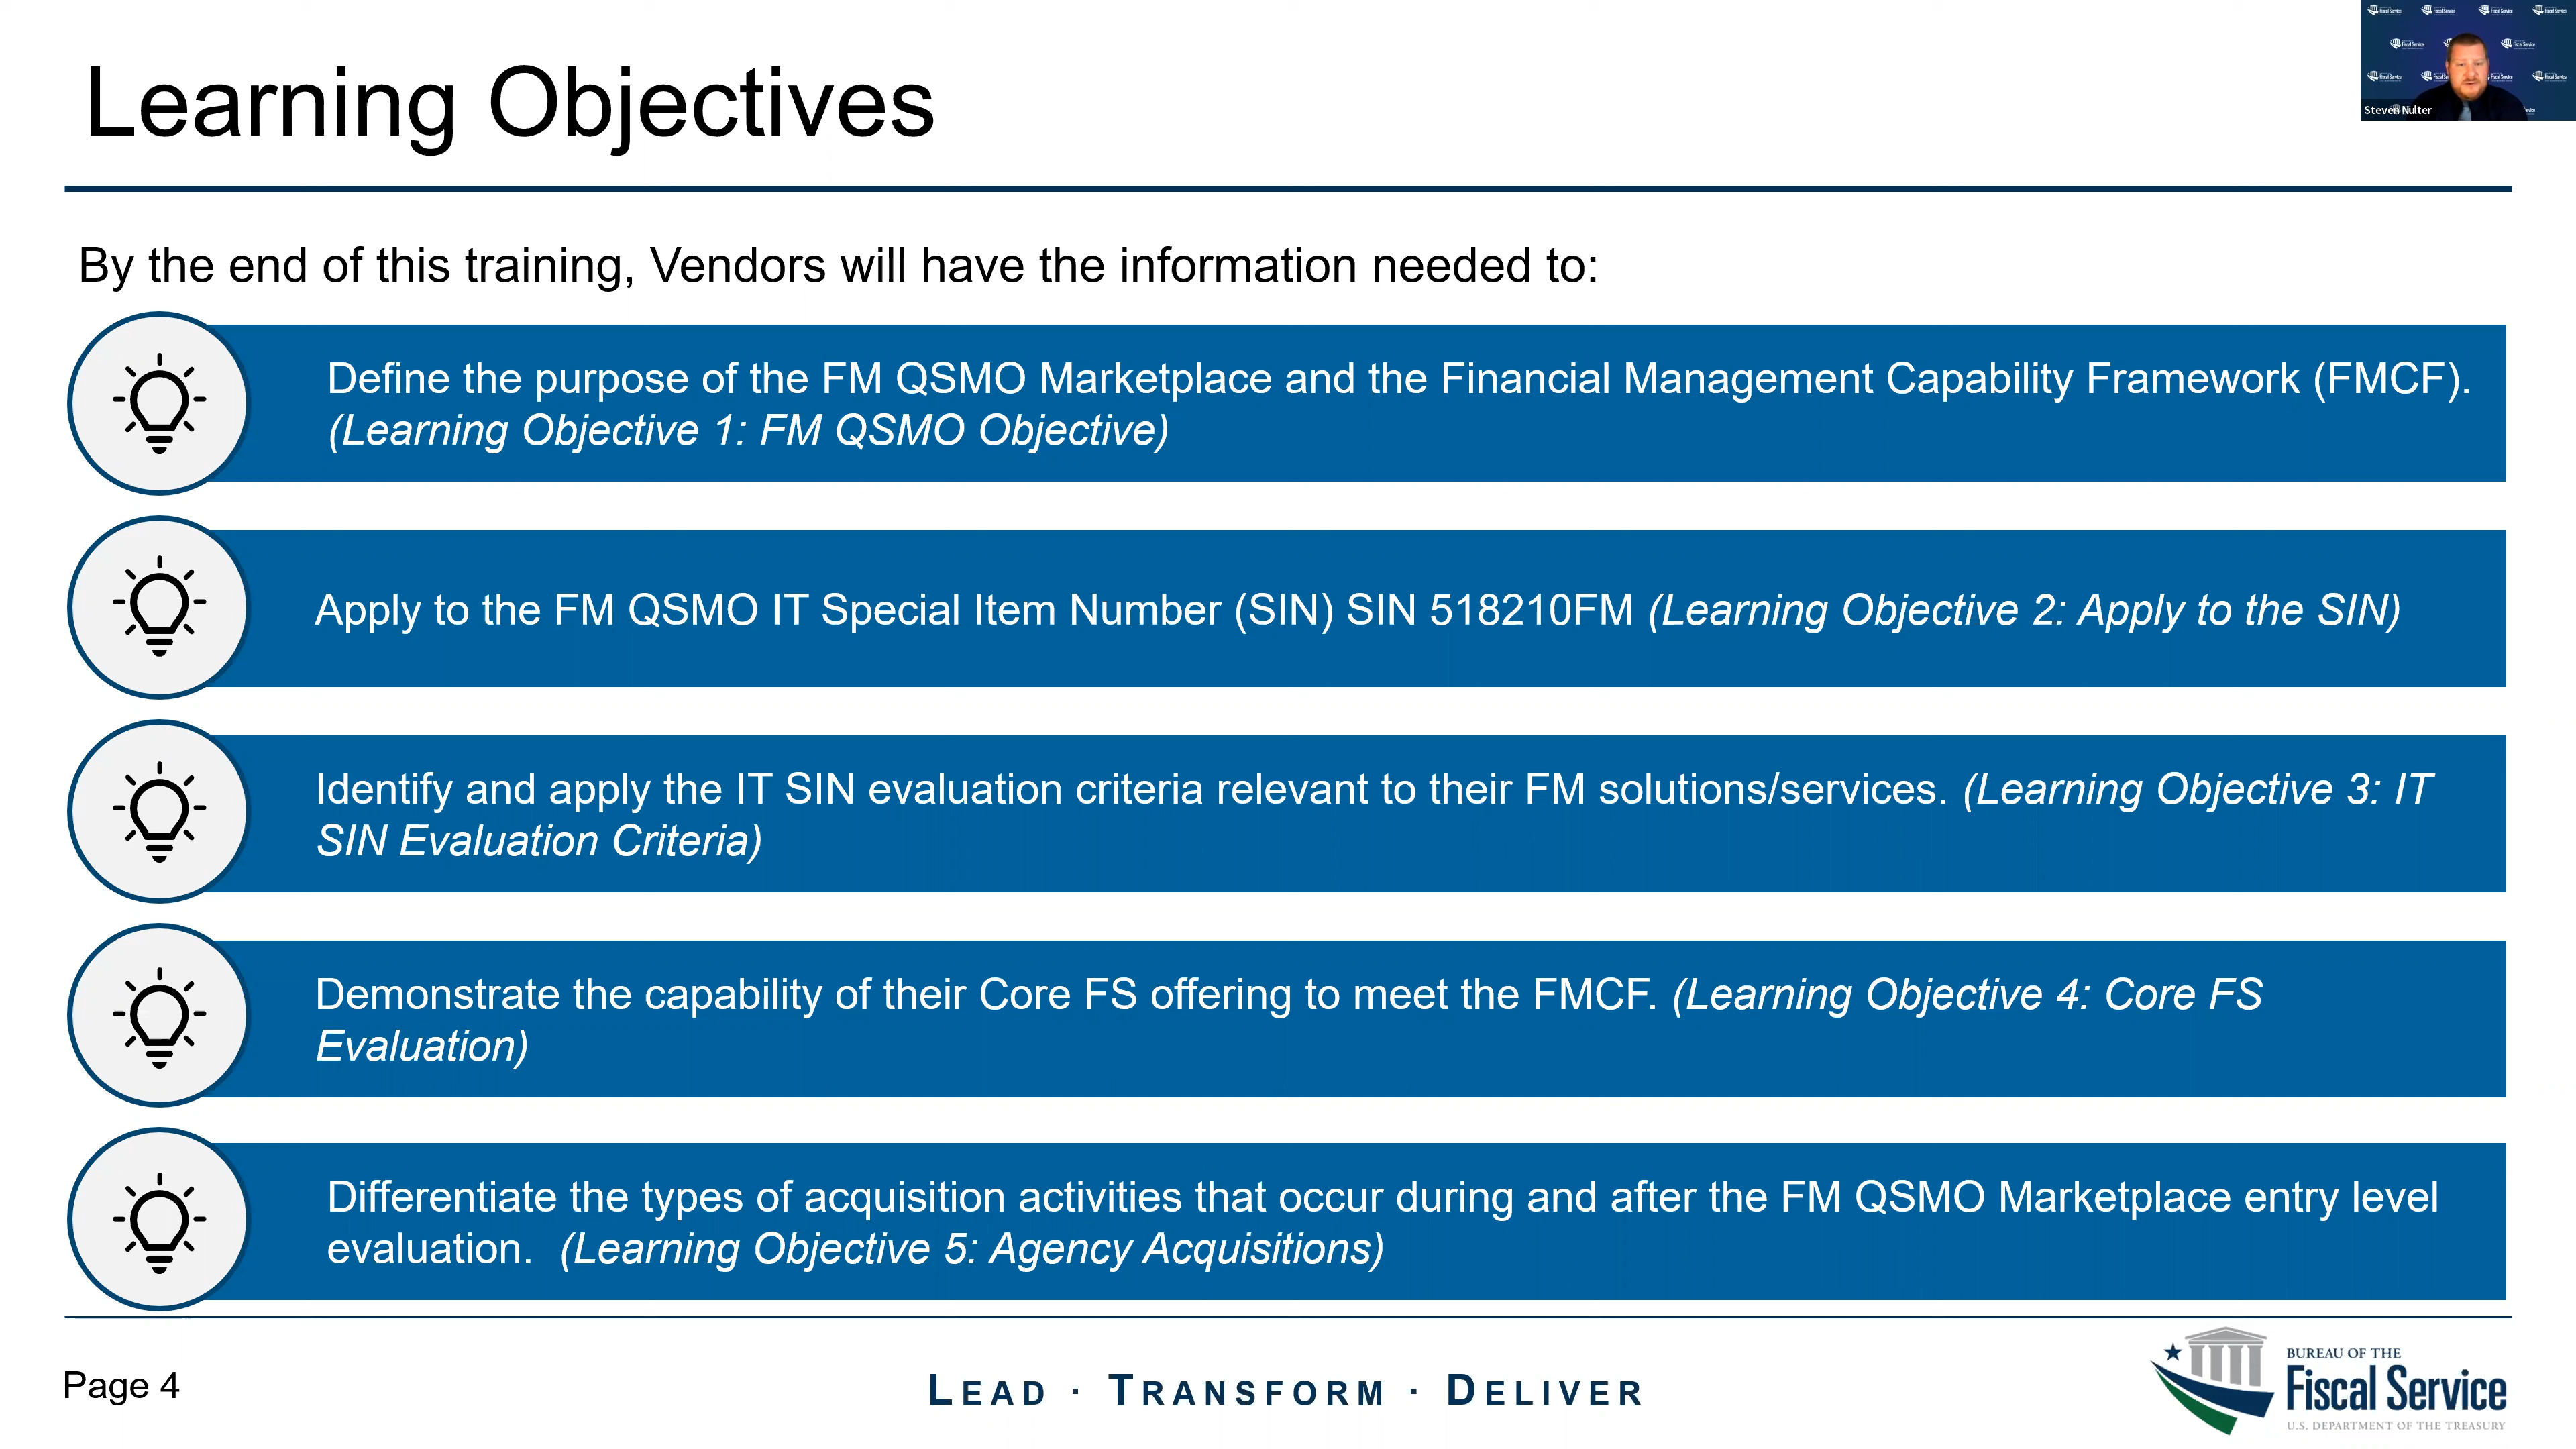 Learning Objectives
Steven Nulter
By the end of this training, Vendors will have the information needed to:
Define the purpose of the FM QSMO Marketplace and the Financial Management Capability Framework (FMCF).
(Learning Objective 1: FM QSMO Objective)
Apply to the FM QSMO IT Special Item Number (SIN) SIN 518210FM (Learning Objective 2: Apply to the SIN)
Identify and apply the IT SIN evaluation criteria relevant to their FM solutions/services. (Learning Objective 3: IT
SIN Evaluation Criteria)
Demonstrate the capability of their Core FS offering to meet the FMCF. (Learning Objective 4: Core FS
Evaluation)
Differentiate the types of acquisition activities that occur during and after the FM QSMO Marketplace entry level
evaluation. (Learning Objective 5: Agency Acquisitions)
Page 4
LEAD · TRANSFORM · DELIVER
BUREAU OF THE
Fiscal Service
U.S. DEPARTMENT OF THE TREASURY